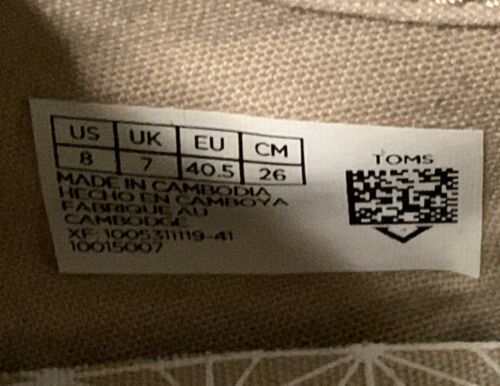 US UK EU CM
8 7 40.5 26
MADE IN CAMBODIA
HECHO EN CAMBOYA
FABRIQUE AU
CAMBODGE
XF: 1005311119-41
10015007
TOMS